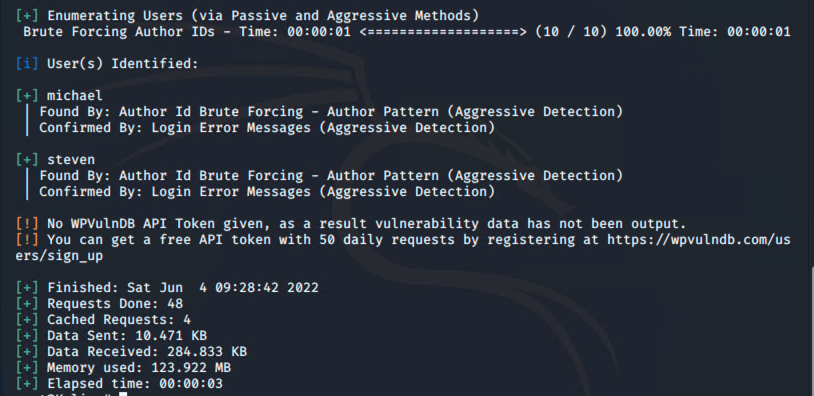 [+] Enumerating Users (via Passive and Aggressive Methods)
Brute Forcing Author IDs - Time: 00:00:01 <===================> (10 / 10) 100.00% Time: 00:00:01
[i] User(s) Identified:
[+] michael
| Found By: Author Id Brute Forcing - Author Pattern (Aggressive Detection)
| Confirmed By: Login Error Messages (Aggressive Detection)
[+] steven
| Found By: Author Id Brute Forcing - Author Pattern (Aggressive Detection)
| Confirmed By: Login Error Messages (Aggressive Detection)
[!] No WPVulnDB API Token given, as a result vulnerability data has not been output.
[!] You can get a free API token with 50 daily requests by registering at https://wpvulndb.com/us
ers/sign_up
[+] Finished: Sat Jun  4 09:28:42 2022
[+] Requests Done: 48
[+] Cached Requests: 4
[+] Data Sent: 10.471 KB
[+] Data Received: 284.833 KB
[+] Memory used: 123.922 MB
[+] Elapsed time: 00:00:03